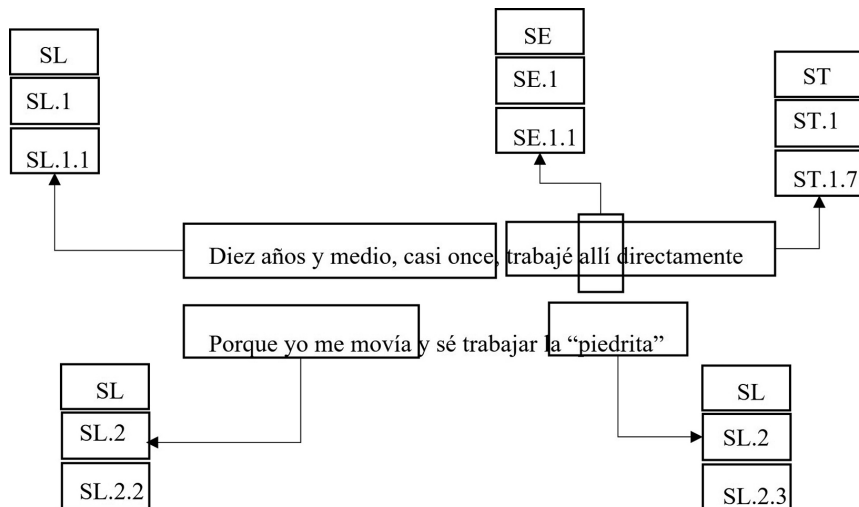 SL
SL.1
SL.1.1
SE
SE.1
SE.1.1
ST
ST.1
ST.1.7
Diez años y medio, casi once, trabajé allí directamente
Porque yo me movía y sé trabajar la “piedrita”
SL
SL.2
SL.2.2
SL
SL.2
SL.2.3